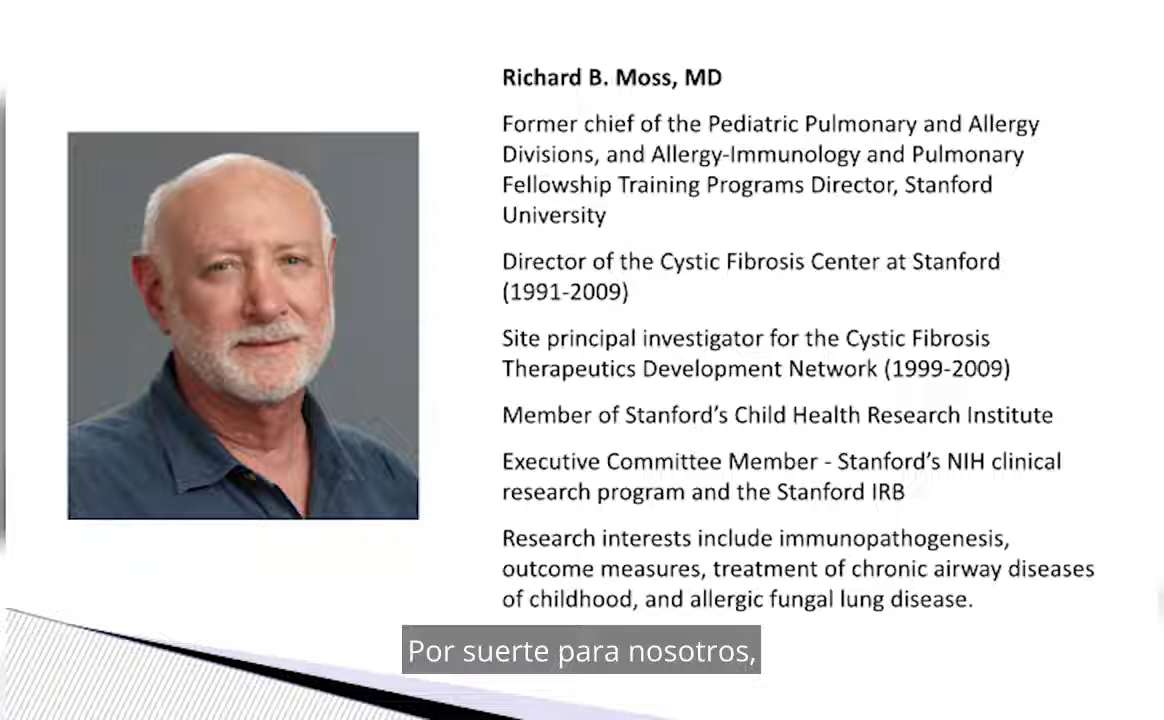 Richard B. Moss, MD
Former chief of the Pediatric Pulmonary and Allergy
Divisions, and Allergy-Immunology and Pulmonary
Fellowship Training Programs Director, Stanford
University
Director of the Cystic Fibrosis Center at Stanford
(1991-2009)
Site principal investigator for the Cystic Fibrosis
Therapeutics Development Network (1999-2009)
Member of Stanford’s Child Health Research Institute
Executive Committee Member - Stanford’s NIH clinical
research program and the Stanford IRB
Research interests include immunopathogenesis,
outcome measures, treatment of chronic airway diseases
of childhood, and allergic fungal lung disease.
Por suerte para nosotros,